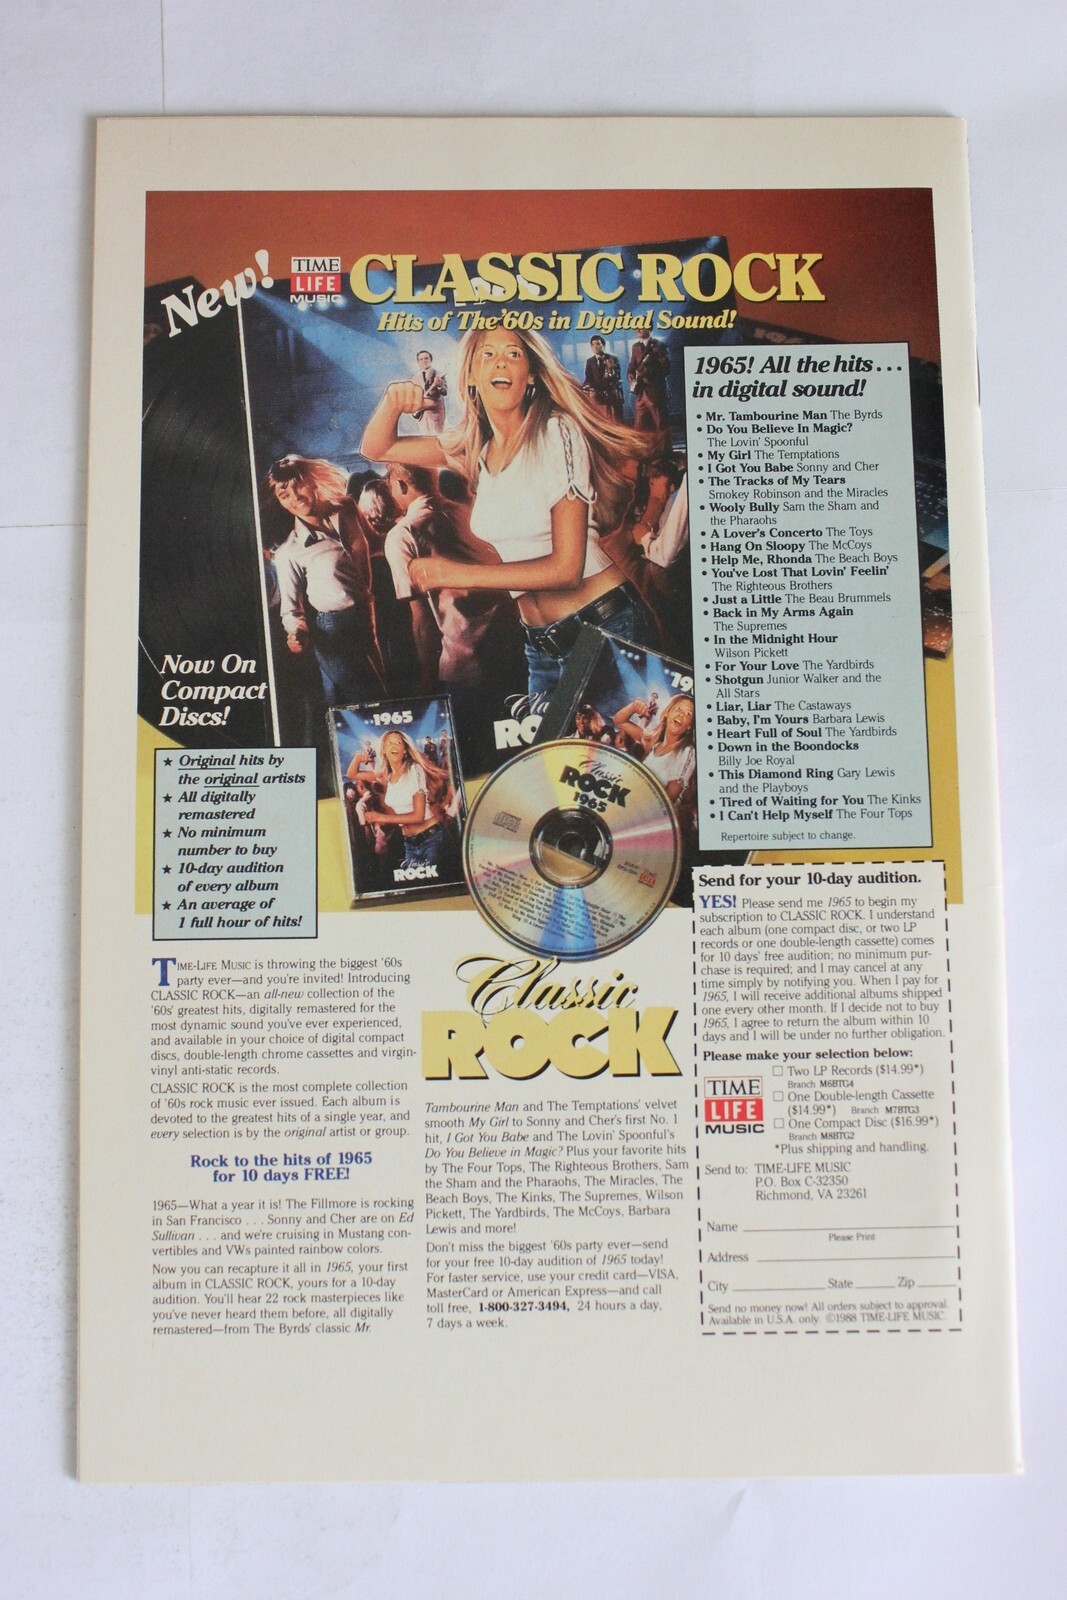 New!
TIME
LIFE
MUSIC
CLASSIC ROCK
Hits of The '60s in Digital Sound!
1965! All the hits...
in digital sound!
• Mr. Tambourine Man The Byrds
• Do You Believe In Magic?
The Lovin' Spoonful
• My Girl The Temptations
• I Got You Babe Sonny and Cher
• The Tracks of My Tears
Smokey Robinson and the Miracles
• Wooly Bully Sam the Sham and
the Pharaohs
• A Lover's Concerto The Toys
• Hang On Sloopy The McCoys
• Help Me, Rhonda The Beach Boys
• You've Lost That Lovin' Feelin'
The Righteous Brothers
• Just a Little The Beau Brummels
• Back in My Arms Again
The Supremes
• In the Midnight Hour
Wilson Pickett
• For Your Love The Yardbirds
• Shotgun Junior Walker and the
All Stars
• Liar, Liar The Castaways
• Baby, I'm Yours Barbara Lewis
• Heart Full of Soul The Yardbirds
• Down in the Boondocks
Billy Joe Royal
• This Diamond Ring Gary Lewis
and the Playboys
• Tired of Waiting for You The Kinks
• I Can't Help Myself The Four Tops
Repertoire subject to change.
Now On
Compact
Discs!
★ Original hits by
the original artists
★ All digitally
remastered
★ No minimum
number to buy
★ 10-day audition
of every album
★ An average of
1 full hour of hits!
1965
Classic
ROCK
Cla
RO
19
Classic
ROCK
1965
TIME-LIFE MUSIC is throwing the biggest '60s
party ever—and you're invited! Introducing
CLASSIC ROCK—an all-new collection of the
'60s' greatest hits, digitally remastered for the
most dynamic sound you've ever experienced,
and available in your choice of digital compact
discs, double-length chrome cassettes and virgin-
vinyl anti-static records.
CLASSIC ROCK is the most complete collection
of '60s rock music ever issued. Each album is
devoted to the greatest hits of a single year, and
every selection is by the original artist or group.
Rock to the hits of 1965
for 10 days FREE!
1965—What a year it is! The Fillmore is rocking
in San Francisco . . . Sonny and Cher are on Ed
Sullivan . . . and we're cruising in Mustang con-
vertibles and VWs painted rainbow colors.
Now you can recapture it all in 1965, your first
album in CLASSIC ROCK, yours for a 10-day
audition. You'll hear 22 rock masterpieces like
you've never heard them before, all digitally
remastered—from The Byrds' classic Mr.
Classic
ROCK
Tambourine Man and The Temptations' velvet
smooth My Girl to Sonny and Cher's first No. 1
hit, I Got You Babe and The Lovin' Spoonful's
Do You Believe in Magic? Plus your favorite hits
by The Four Tops, The Righteous Brothers, Sam
the Sham and the Pharaohs, The Miracles, The
Beach Boys, The Kinks, The Supremes, Wilson
Pickett, The Yardbirds, The McCoys, Barbara
Lewis and more!
Don't miss the biggest '60s party ever—send
for your free 10-day audition of 1965 today!
For faster service, use your credit card—VISA,
MasterCard or American Express—and call
toll free, 1-800-327-3494, 24 hours a day,
7 days a week.
Send for your 10-day audition.
YES! Please send me 1965 to begin my
subscription to CLASSIC ROCK. I understand
each album (one compact disc, or two LP
records or one double-length cassette) comes
for 10 days' free audition; no minimum pur-
chase is required; and I may cancel at any
time simply by notifying you. When I pay for
1965, I will receive additional albums shipped
one every other month. If I decide not to buy
1965, I agree to return the album within 10
days and I will be under no further obligation.
Please make your selection below:
TIME
LIFE
MUSIC
☐ Two LP Records ($14.99*)
Branch M6BTG4
☐ One Double-length Cassette
($14.99*) Branch M7BTG3
☐ One Compact Disc ($16.99*)
Branch M8BTG2
*Plus shipping and handling.
Send to: TIME-LIFE MUSIC
P.O. Box C-32350
Richmond, VA 23261
Name
Please Print
Address
City State Zip
Send no money now! All orders subject to approval.
Available in U.S.A. only. ©1988 TIME-LIFE MUSIC.